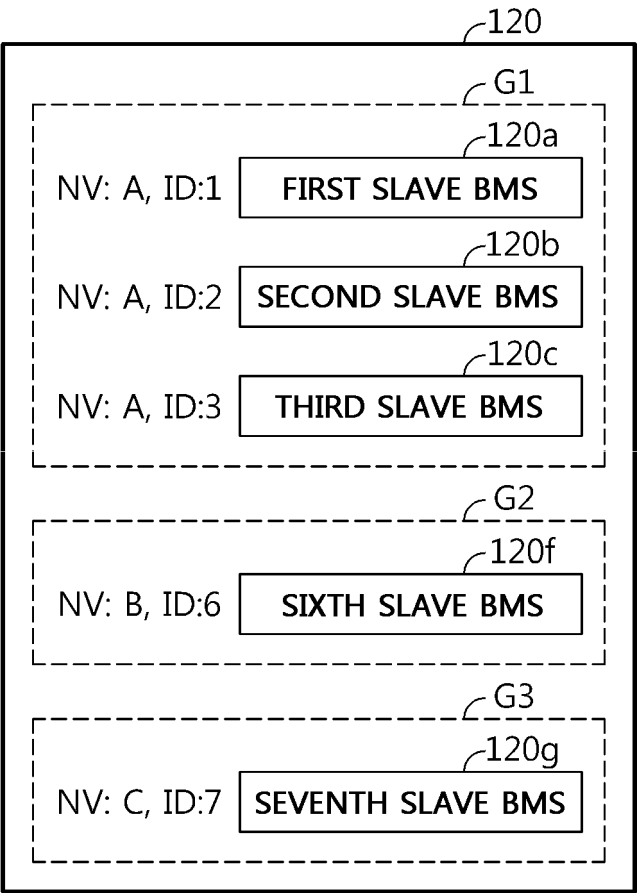 120
G1
120a
NV: A, ID:1 FIRST SLAVE BMS
120b
NV: A, ID:2 SECOND SLAVE BMS
120c
NV: A, ID:3 THIRD SLAVE BMS
G2
120f
NV: B, ID:6 SIXTH SLAVE BMS
G3
120g
NV: C, ID:7 SEVENTH SLAVE BMS